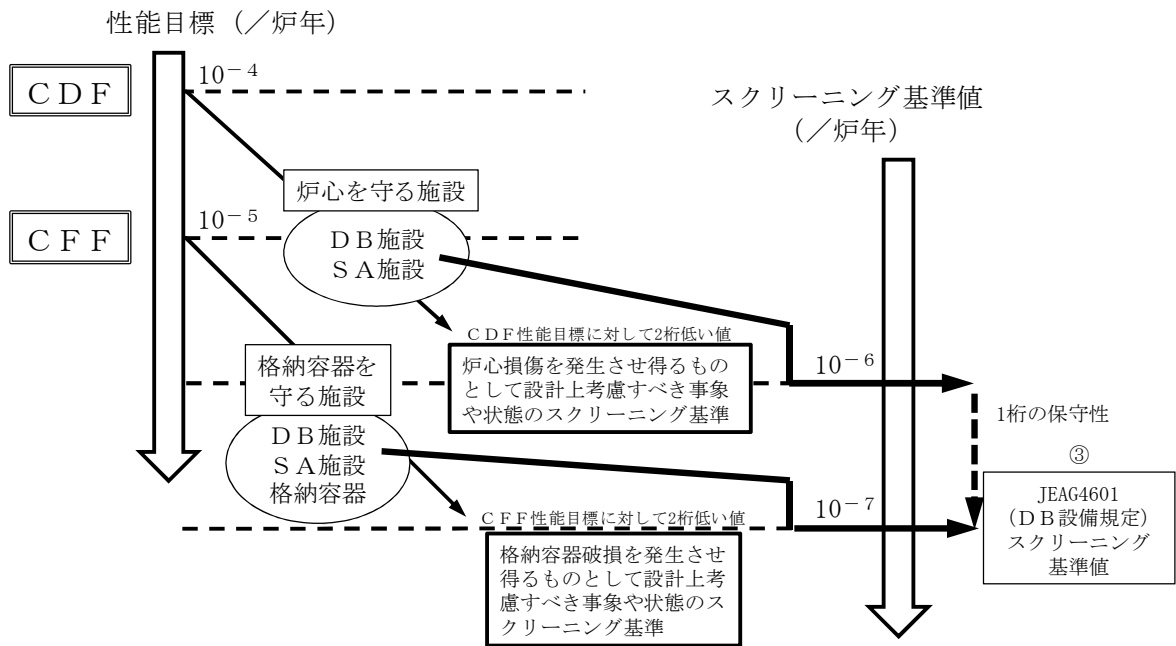 性能目標（／炉年）
ＣＤＦ
10－4
スクリーニング基準値
（／炉年）
炉心を守る施設
ＣＦＦ
10－5
ＤＢ施設
ＳＡ施設
ＣＤＦ性能目標に対して2桁低い値
炉心損傷を発生させ得るもの
として設計上考慮すべき事象
や状態のスクリーニング基準
10－6
格納容器を
守る施設
1桁の保守性
ＤＢ施設
ＳＡ施設
格納容器
③
JEAG4601
（ＤＢ設備規定）
スクリーニング
基準値
ＣＦＦ性能目標に対して2桁低い値
10－7
格納容器破損を発生させ
得るものとして設計上考
慮すべき事象や状態のス
クリーニング基準